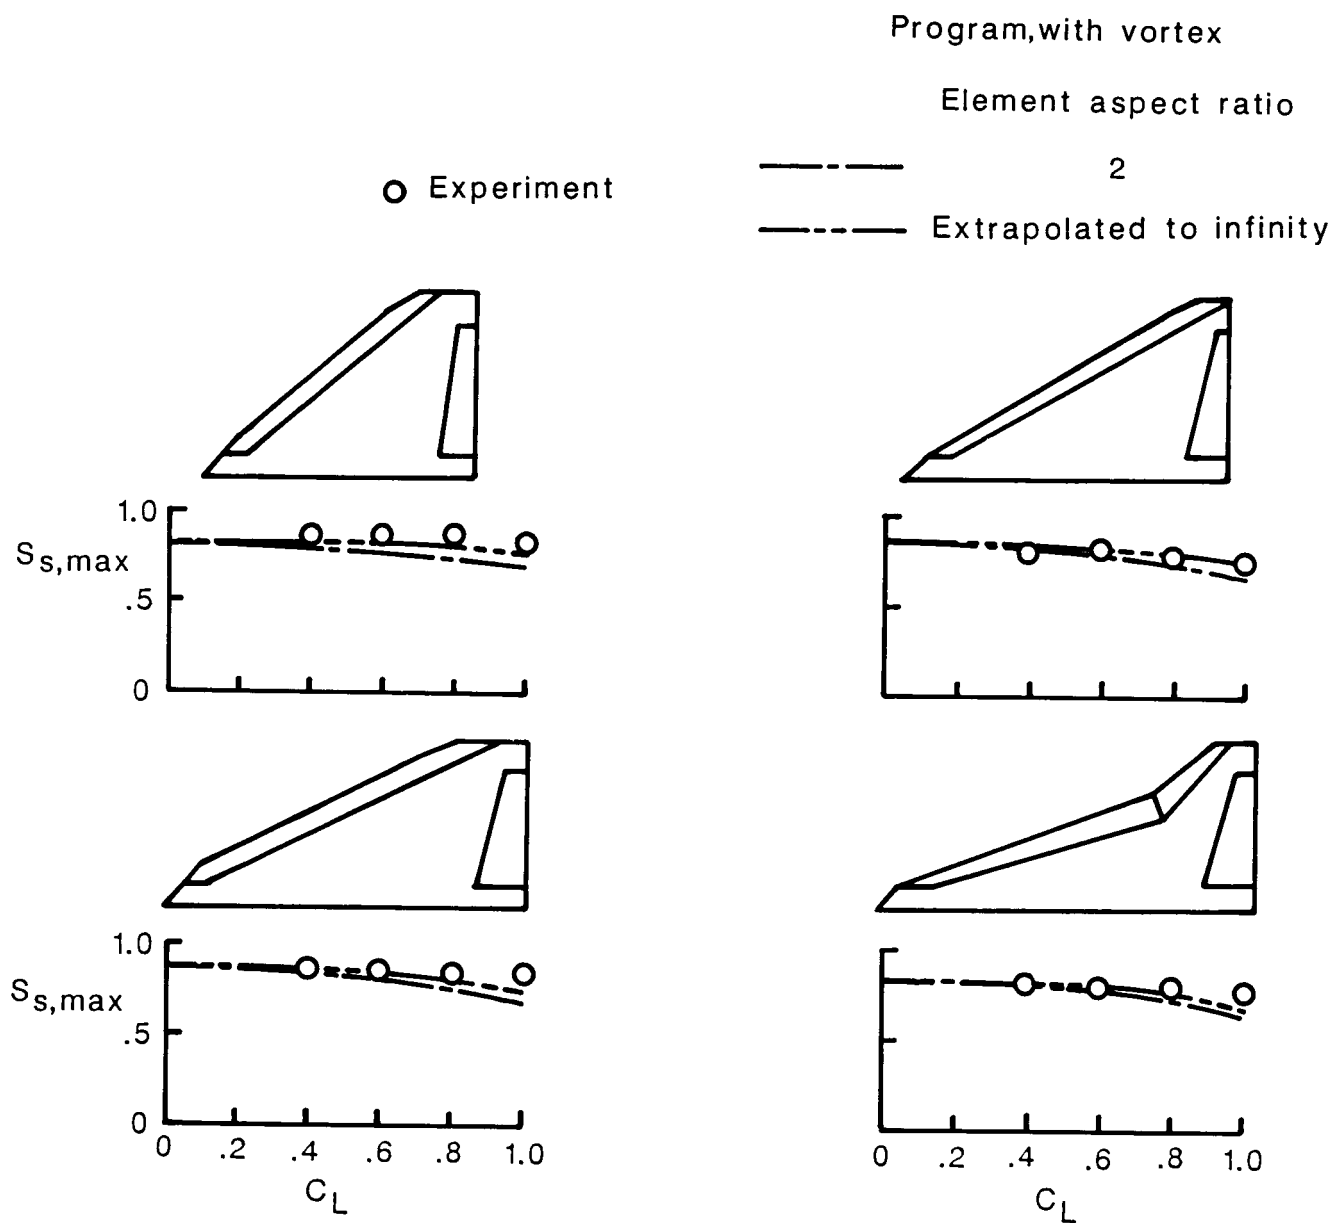 Program, with vortex
Element aspect ratio
2
Experiment
Extrapolated to infinity
1.0
S s,max
.5
0
1.0
S s,max
.5
0
0 .2 .4 .6 .8 1.0
C L
0 .2 .4 .6 .8 1.0
C L